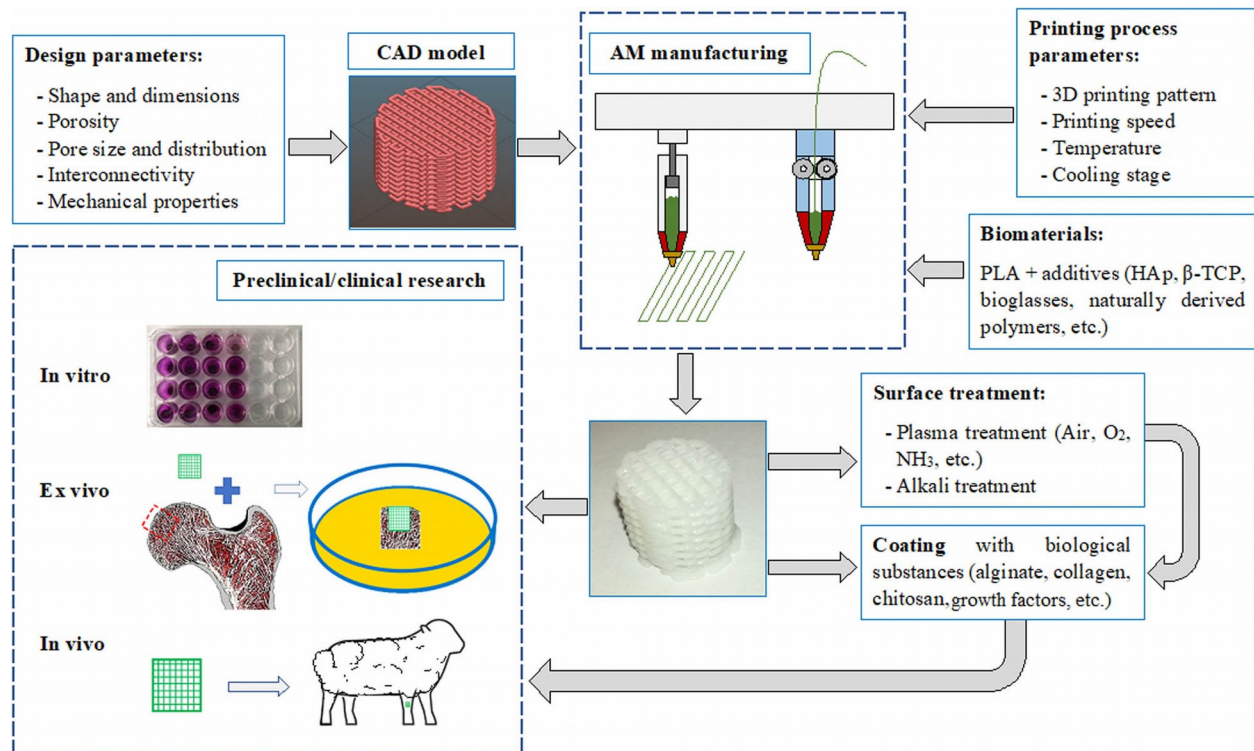 Design parameters:
- Shape and dimensions
- Porosity
- Pore size and distribution
- Interconnectivity
- Mechanical properties
CAD model
AM manufacturing
Printing process
parameters:
- 3D printing pattern
- Printing speed
- Temperature
- Cooling stage
Biomaterials:
PLA + additives (HAp, β-TCP,
bioglasses, naturally derived
polymers, etc.)
Surface treatment:
- Plasma treatment (Air, O₂,
NH₃, etc.)
- Alkali treatment
Coating with biological
substances (alginate, collagen,
chitosan, growth factors, etc.)
Preclinical/clinical research
In vitro
Ex vivo
In vivo